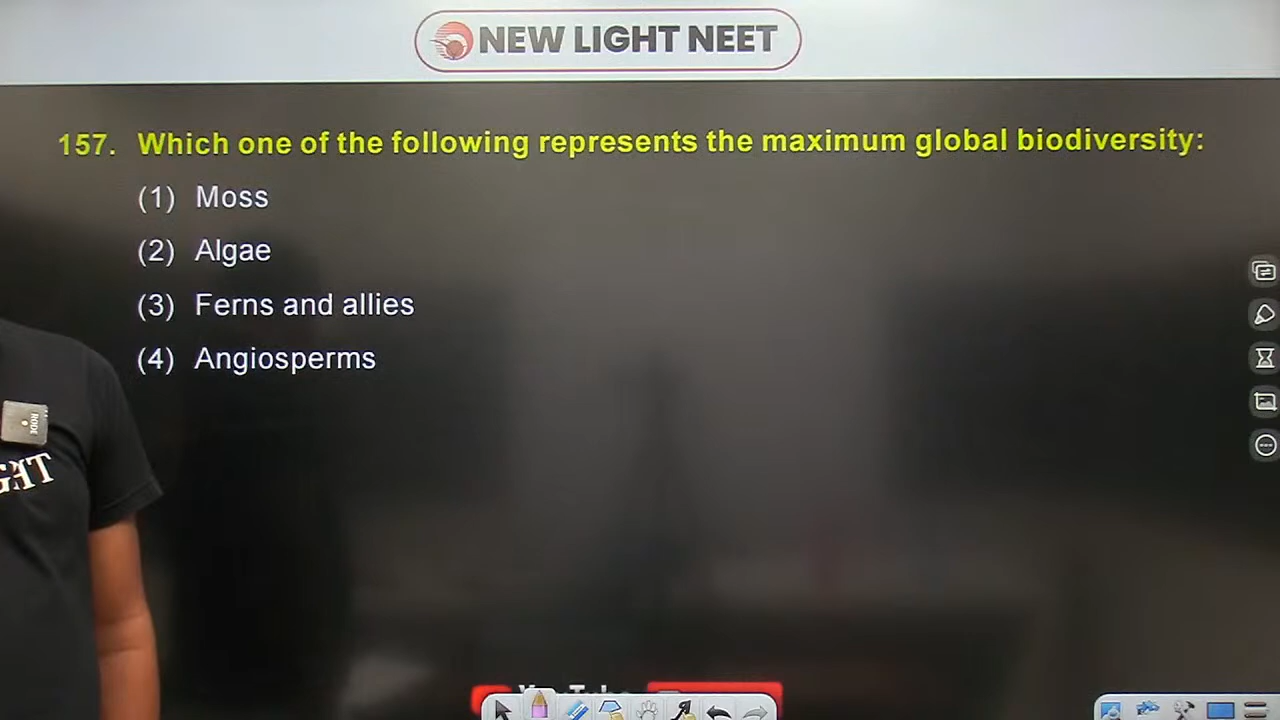 NEW LIGHT NEET
157. Which one of the following represents the maximum global biodiversity:
(1) Moss
(2) Algae
(3) Ferns and allies
(4) Angiosperms
RODE